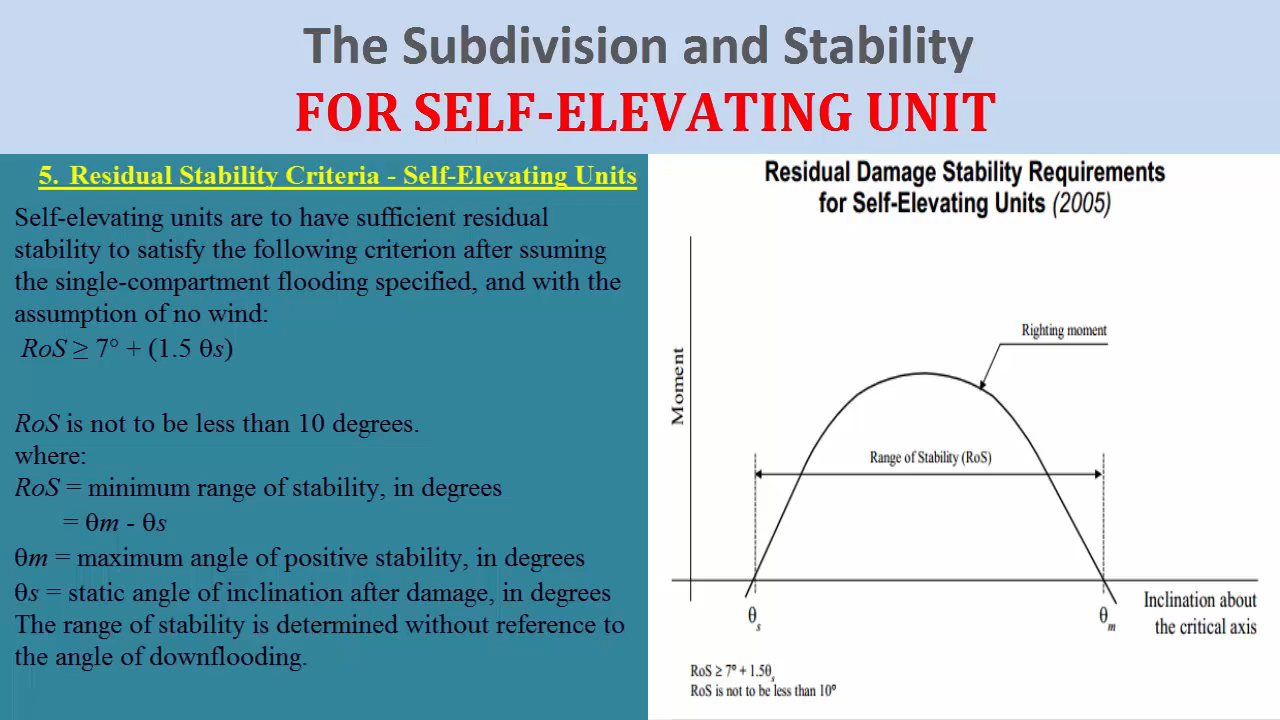 The Subdivision and Stability
FOR SELF-ELEVATING UNIT
5. Residual Stability Criteria - Self-Elevating Units
Self-elevating units are to have sufficient residual
stability to satisfy the following criterion after ssuming
the single-compartment flooding specified, and with the
assumption of no wind:
RoS ≥ 7° + (1.5 θs)
RoS is not to be less than 10 degrees.
where:
RoS = minimum range of stability, in degrees
= θm - θs
θm = maximum angle of positive stability, in degrees
θs = static angle of inclination after damage, in degrees
The range of stability is determined without reference to
the angle of downflooding.
Residual Damage Stability Requirements
for Self-Elevating Units (2005)
Righting moment
Moment
Range of Stability (RoS)
θs
θm
Inclination about
the critical axis
RoS ≥ 7° + 1.5θs
RoS is not to be less than 10°